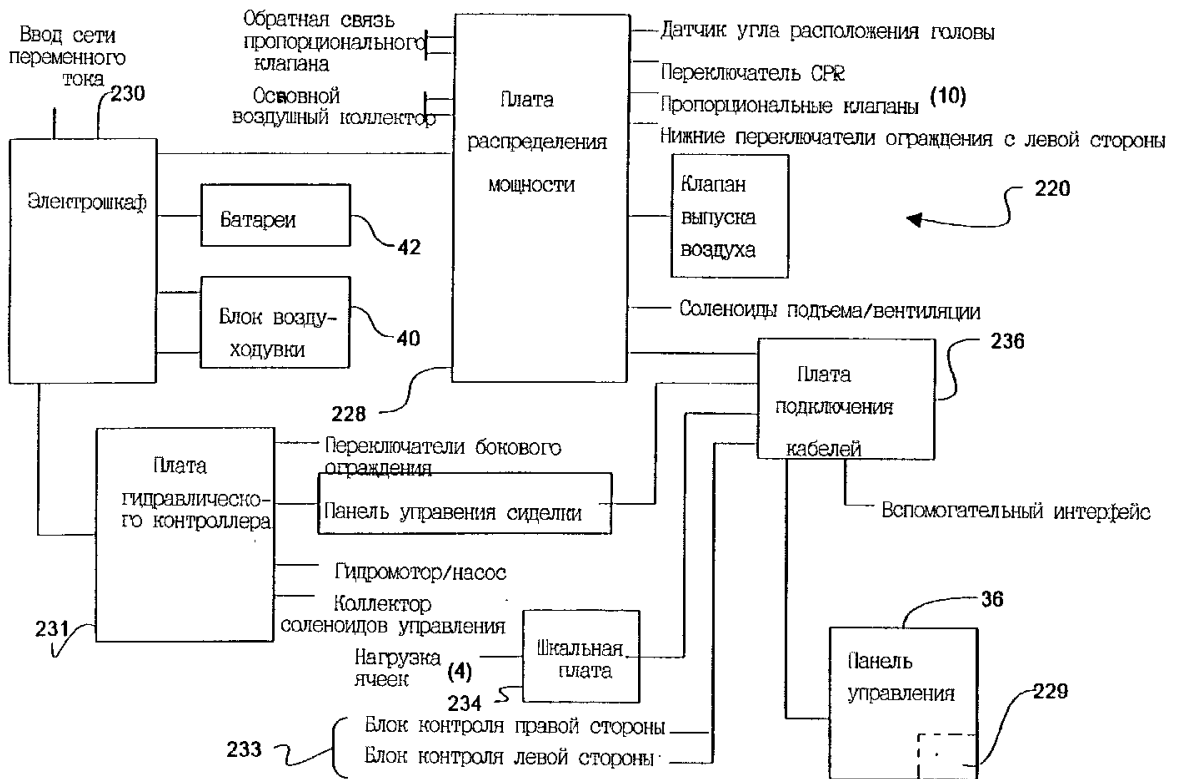 Ввод сети
переменного
тока
230
Обратная связь
пропорционального
клапана
Основной
воздушный коллектор
Плата
распределения
мощности
Датчик угла расположения головы
Переключатель CPR
Пропорциональные клапаны (10)
Нижние переключатели ограждения с левой стороны
Клапан
выпуска
воздуха
220
Электрошкаф
Батареи
42
Блок возду-
ходувки
40
228
Соленоиды подъема/вентиляции
236
Плата
подключения
кабелей
Плата
гидравлическо-
го контроллера
231
Переключатели бокового
ограждения
Панель управения сиделки
Вспомогательный интерфейс
Гидромотор/насос
Коллектор
соленоидов управления
Нагрузка
ячеек (4)
Шкальная
плата
234
36
Панель
управления
229
233
Блок контроля правой стороны
Блок контроля левой стороны